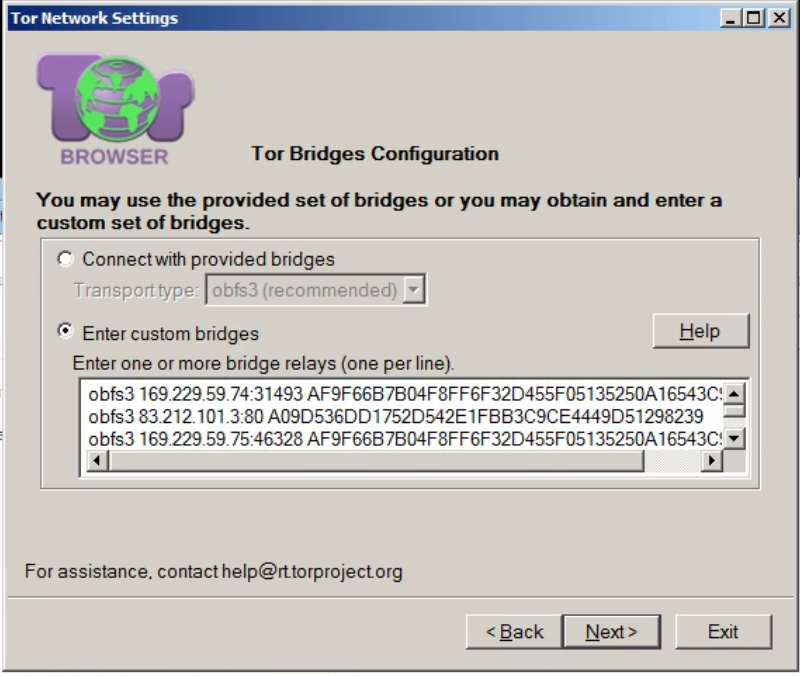 Tor Network Settings
Tor
BROWSER
Tor Bridges Configuration
You may use the provided set of bridges or you may obtain and enter a
custom set of bridges.
Connect with provided bridges
Transport type: obfs3 (recommended)
Enter custom bridges
Help
Enter one or more bridge relays (one per line).
obfs3 169.229.59.74:31493 AF9F66B7B04F8FF6F32D455F05135250A16543C
obfs3 83.212.101.3:80 A09D536DD1752D542E1FBB3C9CE4449D51298239
obfs3 169.229.59.75:46328 AF9F66B7B04F8FF6F32D455F05135250A16543C
For assistance, contact help@rt.torproject.org
< Back Next > Exit